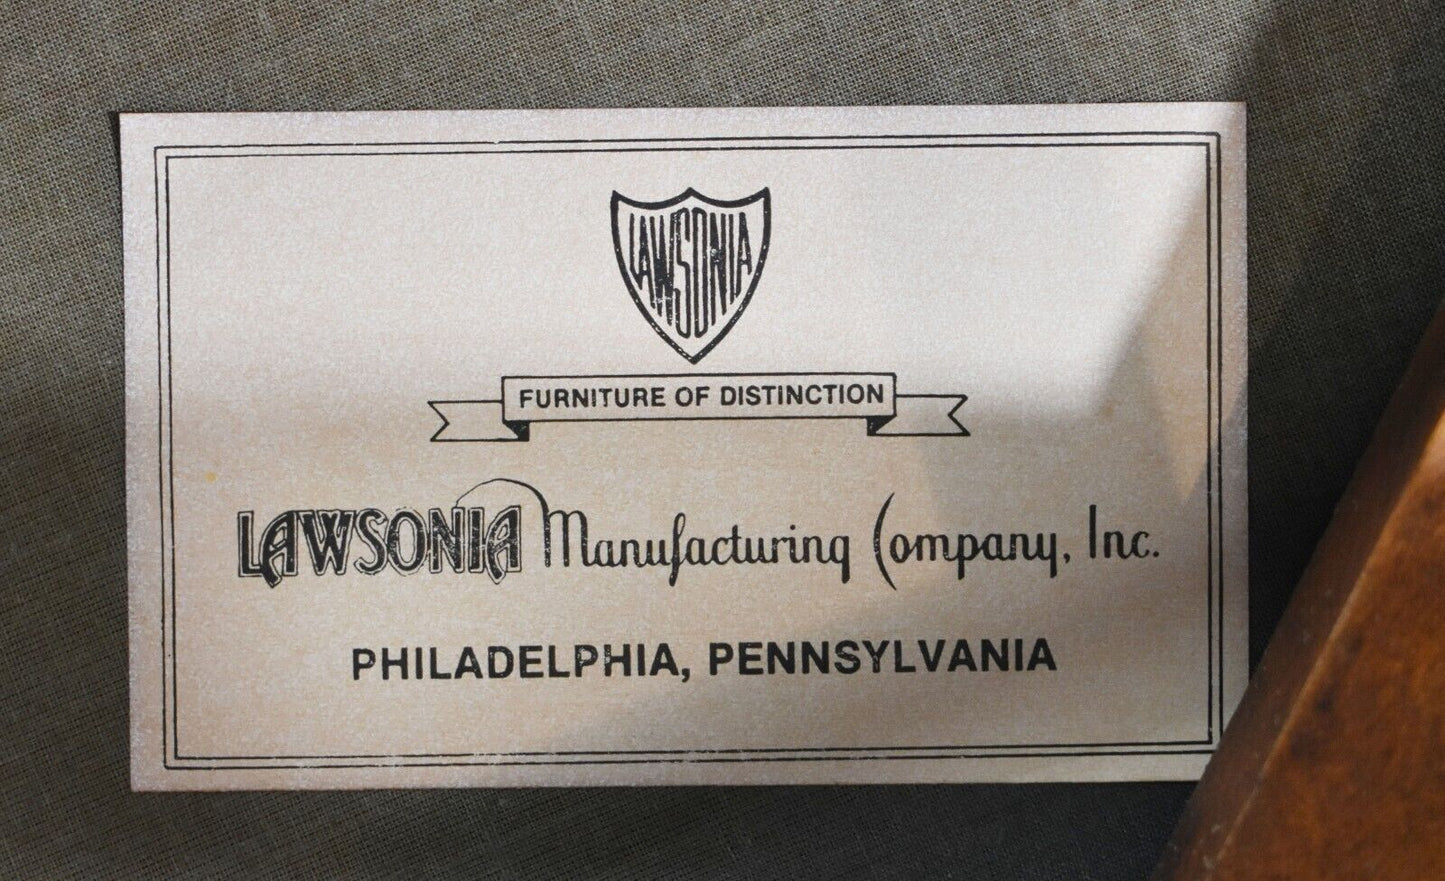 LAWSONIA
FURNITURE OF DISTINCTION
LAWSONIA Manufacturing Company, Inc.
PHILADELPHIA, PENNSYLVANIA